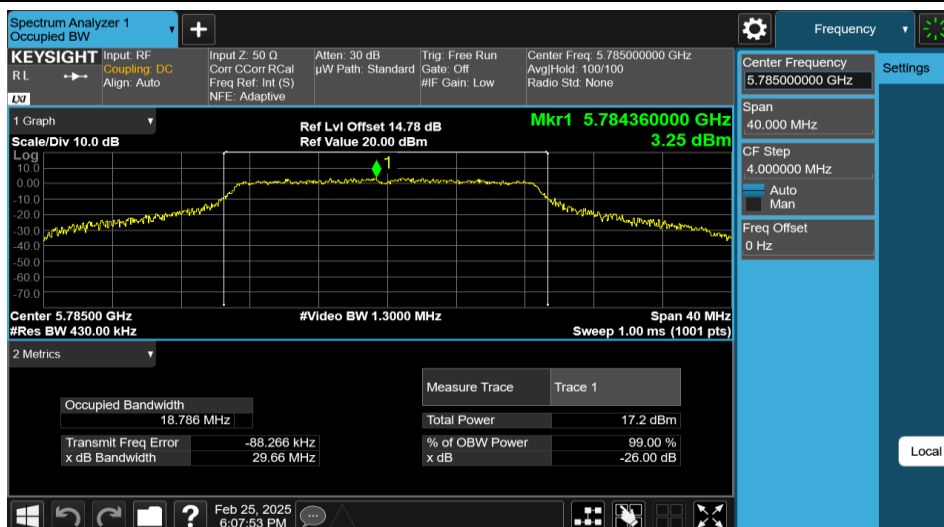 Spectrum Analyzer 1
Occupied BW
+
Frequency
KEYSIGHT
RL
LXI
Input: RF
Coupling: DC
Align: Auto
Input Z: 50 Ω
Corr CCorr RCal
Freq Ref: Int (S)
NFE: Adaptive
Atten: 30 dB
µW Path: Standard
Trig: Free Run
Gate: Off
#IF Gain: Low
Center Freq: 5.785000000 GHz
Avg|Hold: 100/100
Radio Std: None
1 Graph
Scale/Div 10.0 dB
Ref Lvl Offset 14.78 dB
Ref Value 20.00 dBm
Mkr1 5.784360000 GHz
3.25 dBm
Log
10.0
0.00
-10.0
-20.0
-30.0
-40.0
-50.0
-60.0
-70.0
1
Center 5.78500 GHz
#Video BW 1.3000 MHz
Span 40 MHz
#Res BW 430.00 kHz
Sweep 1.00 ms (1001 pts)
2 Metrics
Occupied Bandwidth
18.786 MHz
Transmit Freq Error -88.266 kHz
x dB Bandwidth 29.66 MHz
Measure Trace Trace 1
Total Power 17.2 dBm
% of OBW Power 99.00 %
x dB -26.00 dB
Center Frequency
5.785000000 GHz
Settings
Span
40.000 MHz
CF Step
4.000000 MHz
Auto
Man
Freq Offset
0 Hz
Local
?
Feb 25, 2025
6:07:53 PM